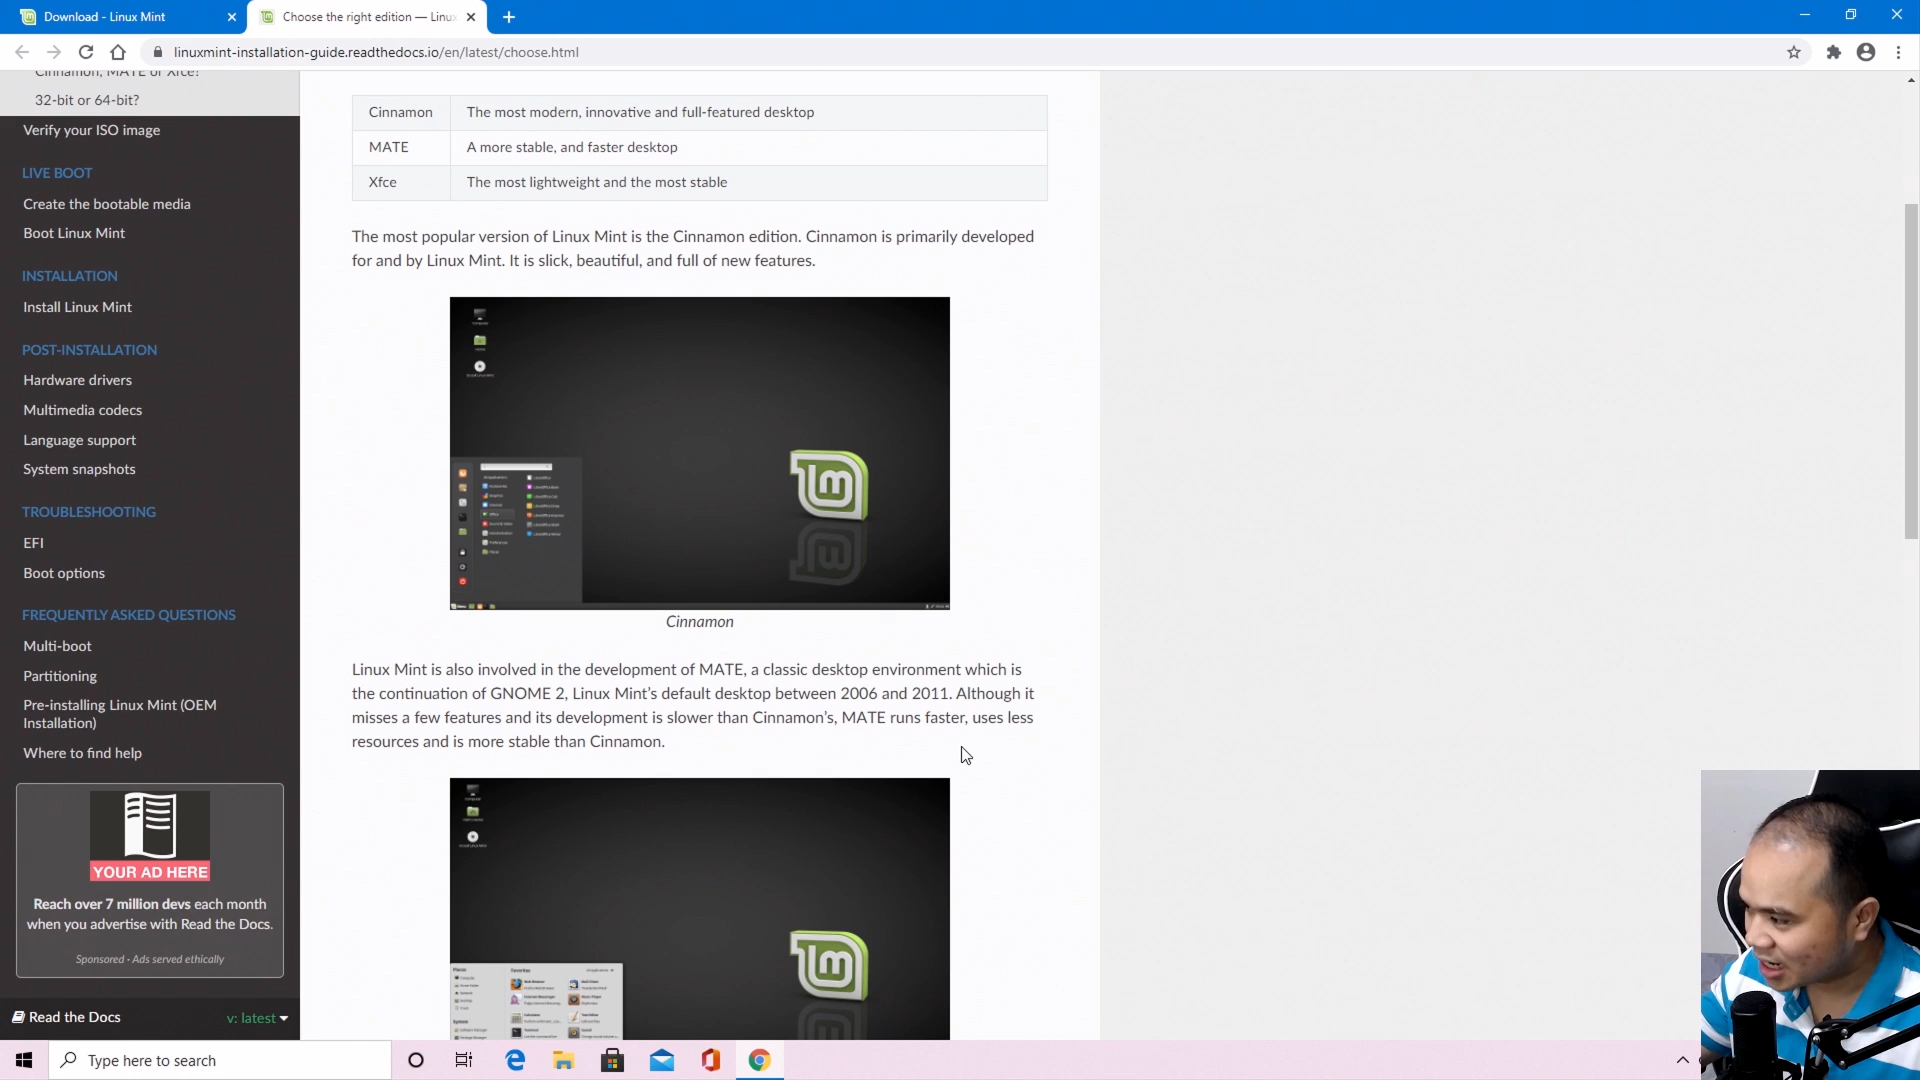 Download - Linux Mint
Choose the right edition — Linu
linuxmint-installation-guide.readthedocs.io/en/latest/choose.html
Cinnamon, MATE or Xfce?
32-bit or 64-bit?
Verify your ISO image
LIVE BOOT
Create the bootable media
Boot Linux Mint
INSTALLATION
Install Linux Mint
POST-INSTALLATION
Hardware drivers
Multimedia codecs
Language support
System snapshots
TROUBLESHOOTING
EFI
Boot options
FREQUENTLY ASKED QUESTIONS
Multi-boot
Partitioning
Pre-installing Linux Mint (OEM
Installation)
Where to find help
YOUR AD HERE
Reach over 7 million devs each month
when you advertise with Read the Docs.
Sponsored · Ads served ethically
Read the Docs
v: latest
Cinnamon The most modern, innovative and full-featured desktop
MATE A more stable, and faster desktop
Xfce The most lightweight and the most stable
The most popular version of Linux Mint is the Cinnamon edition. Cinnamon is primarily developed
for and by Linux Mint. It is slick, beautiful, and full of new features.
Cinnamon
Linux Mint is also involved in the development of MATE, a classic desktop environment which is
the continuation of GNOME 2, Linux Mint's default desktop between 2006 and 2011. Although it
misses a few features and its development is slower than Cinnamon's, MATE runs faster, uses less
resources and is more stable than Cinnamon.
Type here to search